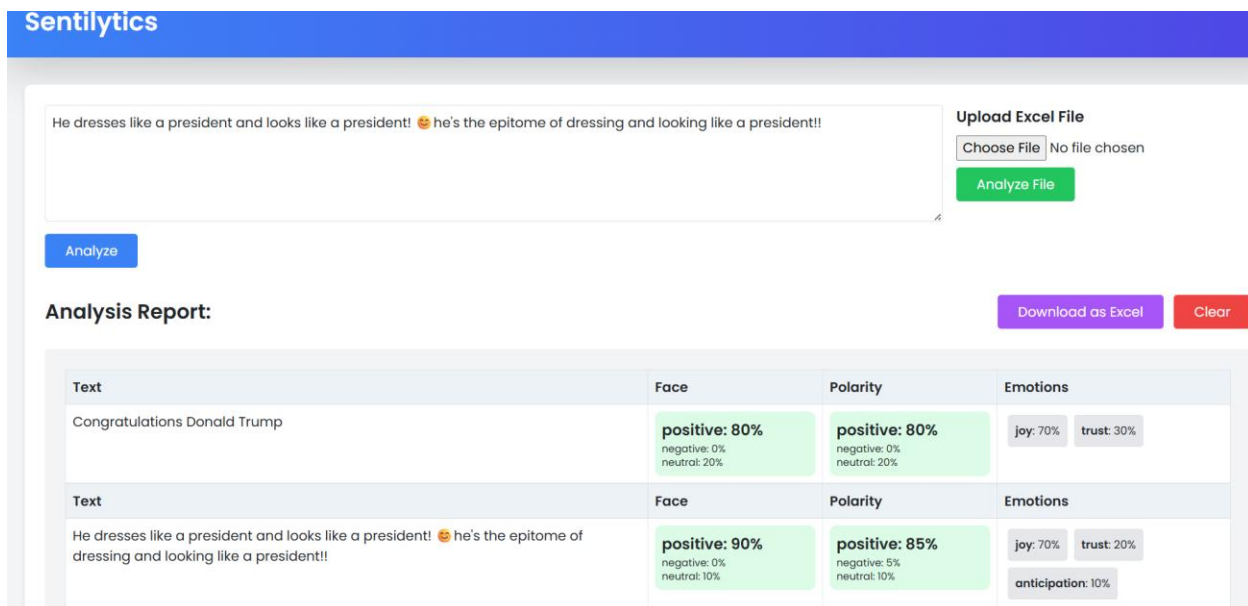 Sentilytics
He dresses like a president and looks like a president! 😊 he's the epitome of dressing and looking like a president!!
Upload Excel File
Choose File No file chosen
Analyze File
Analyze
Analysis Report:
Download as Excel Clear
Text Face Polarity Emotions
Congratulations Donald Trump
positive: 80% positive: 80% joy: 70% trust: 30%
negative: 0% negative: 0%
neutral: 20% neutral: 20%
Text Face Polarity Emotions
He dresses like a president and looks like a president! 😊 he's the epitome of
dressing and looking like a president!!
positive: 90% positive: 85% joy: 70% trust: 20%
negative: 0% negative: 5%
neutral: 10% neutral: 10%
anticipation: 10%